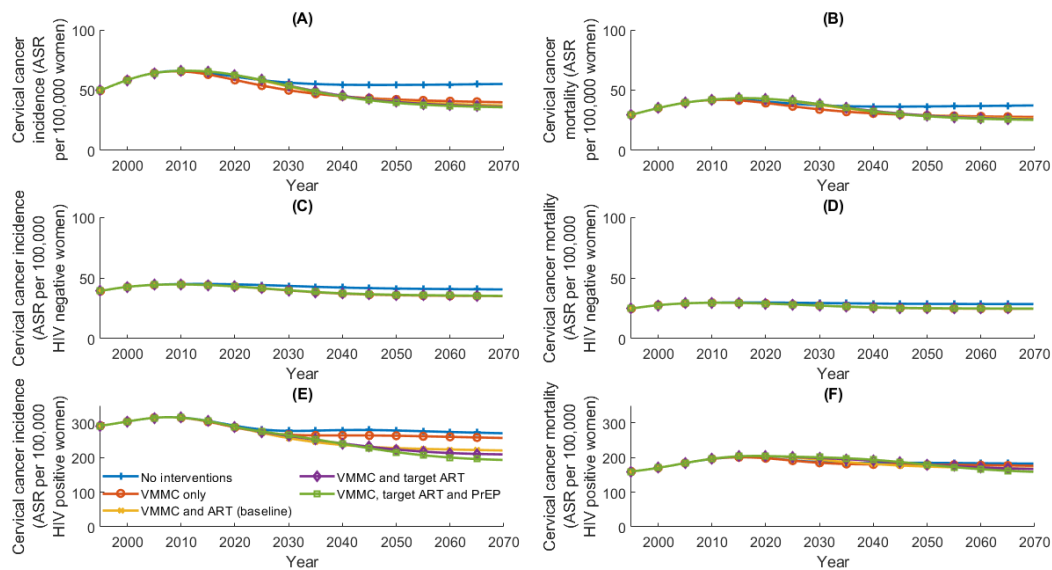 (A)
Cervical cancer
incidence (ASR
per 100,000 women)
100
50
0
2000 2010 2020 2030 2040 2050 2060 2070
Year
(B)
Cervical cancer
mortality (ASR
per 100,000 women)
100
50
0
2000 2010 2020 2030 2040 2050 2060 2070
Year
(C)
Cervical cancer incidence
(ASR per 100,000
HIV negative women)
100
50
0
2000 2010 2020 2030 2040 2050 2060 2070
Year
(D)
Cervical cancer mortality
(ASR per 100,000
HIV negative women)
100
50
0
2000 2010 2020 2030 2040 2050 2060 2070
Year
(E)
Cervical cancer incidence
(ASR per 100,000
HIV positive women)
300
200
100
0
No interventions
VMMC only
VMMC and ART (baseline)
VMMC and target ART
VMMC, target ART and PrEP
2000 2010 2020 2030 2040 2050 2060 2070
Year
(F)
Cervical cancer mortality
(ASR per 100,000
HIV positive women)
300
200
100
0
2000 2010 2020 2030 2040 2050 2060 2070
Year